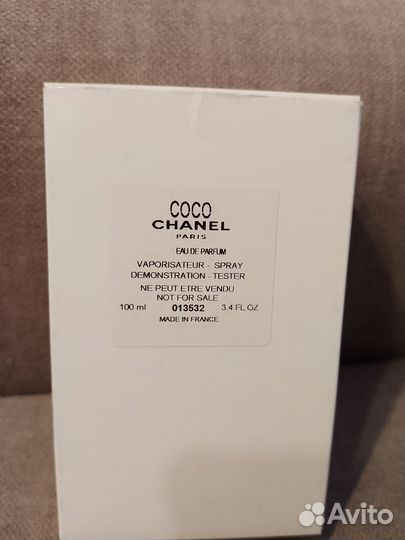 COCO
CHANEL
PARIS
EAU DE PARFUM
VAPORISATEUR - SPRAY
DEMONSTRATION - TESTER
NE PEUT ETRE VENDU
NOT FOR SALE
100 ml 013532 3.4 FL.OZ
MADE IN FRANCE
Avito